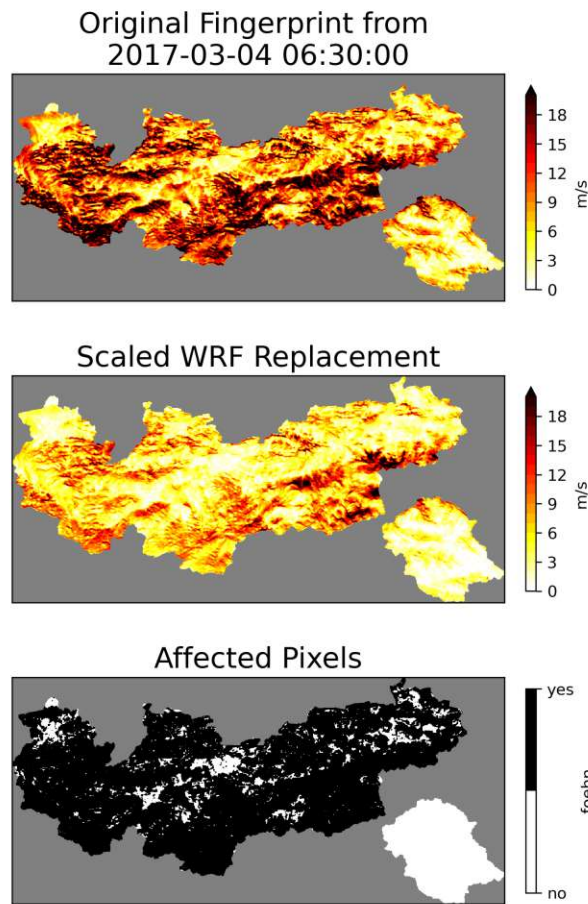 Original Fingerprint from
2017-03-04 06:30:00
18
15
12
9
6
3
0
m/s
Scaled WRF Replacement
18
15
12
9
6
3
0
m/s
Affected Pixels
yes
foehn
no